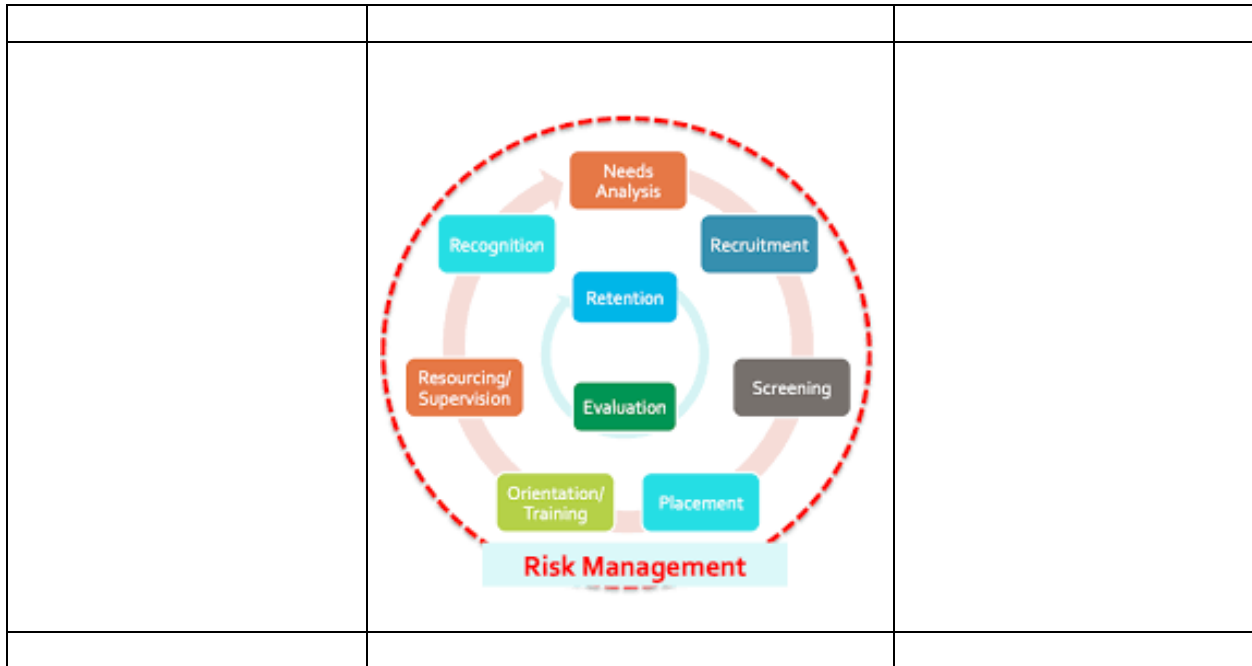 Needs
Analysis
Recognition
Recruitment
Retention
Resourcing/
Supervision
Screening
Evaluation
Orientation/
Training
Placement
Risk Management